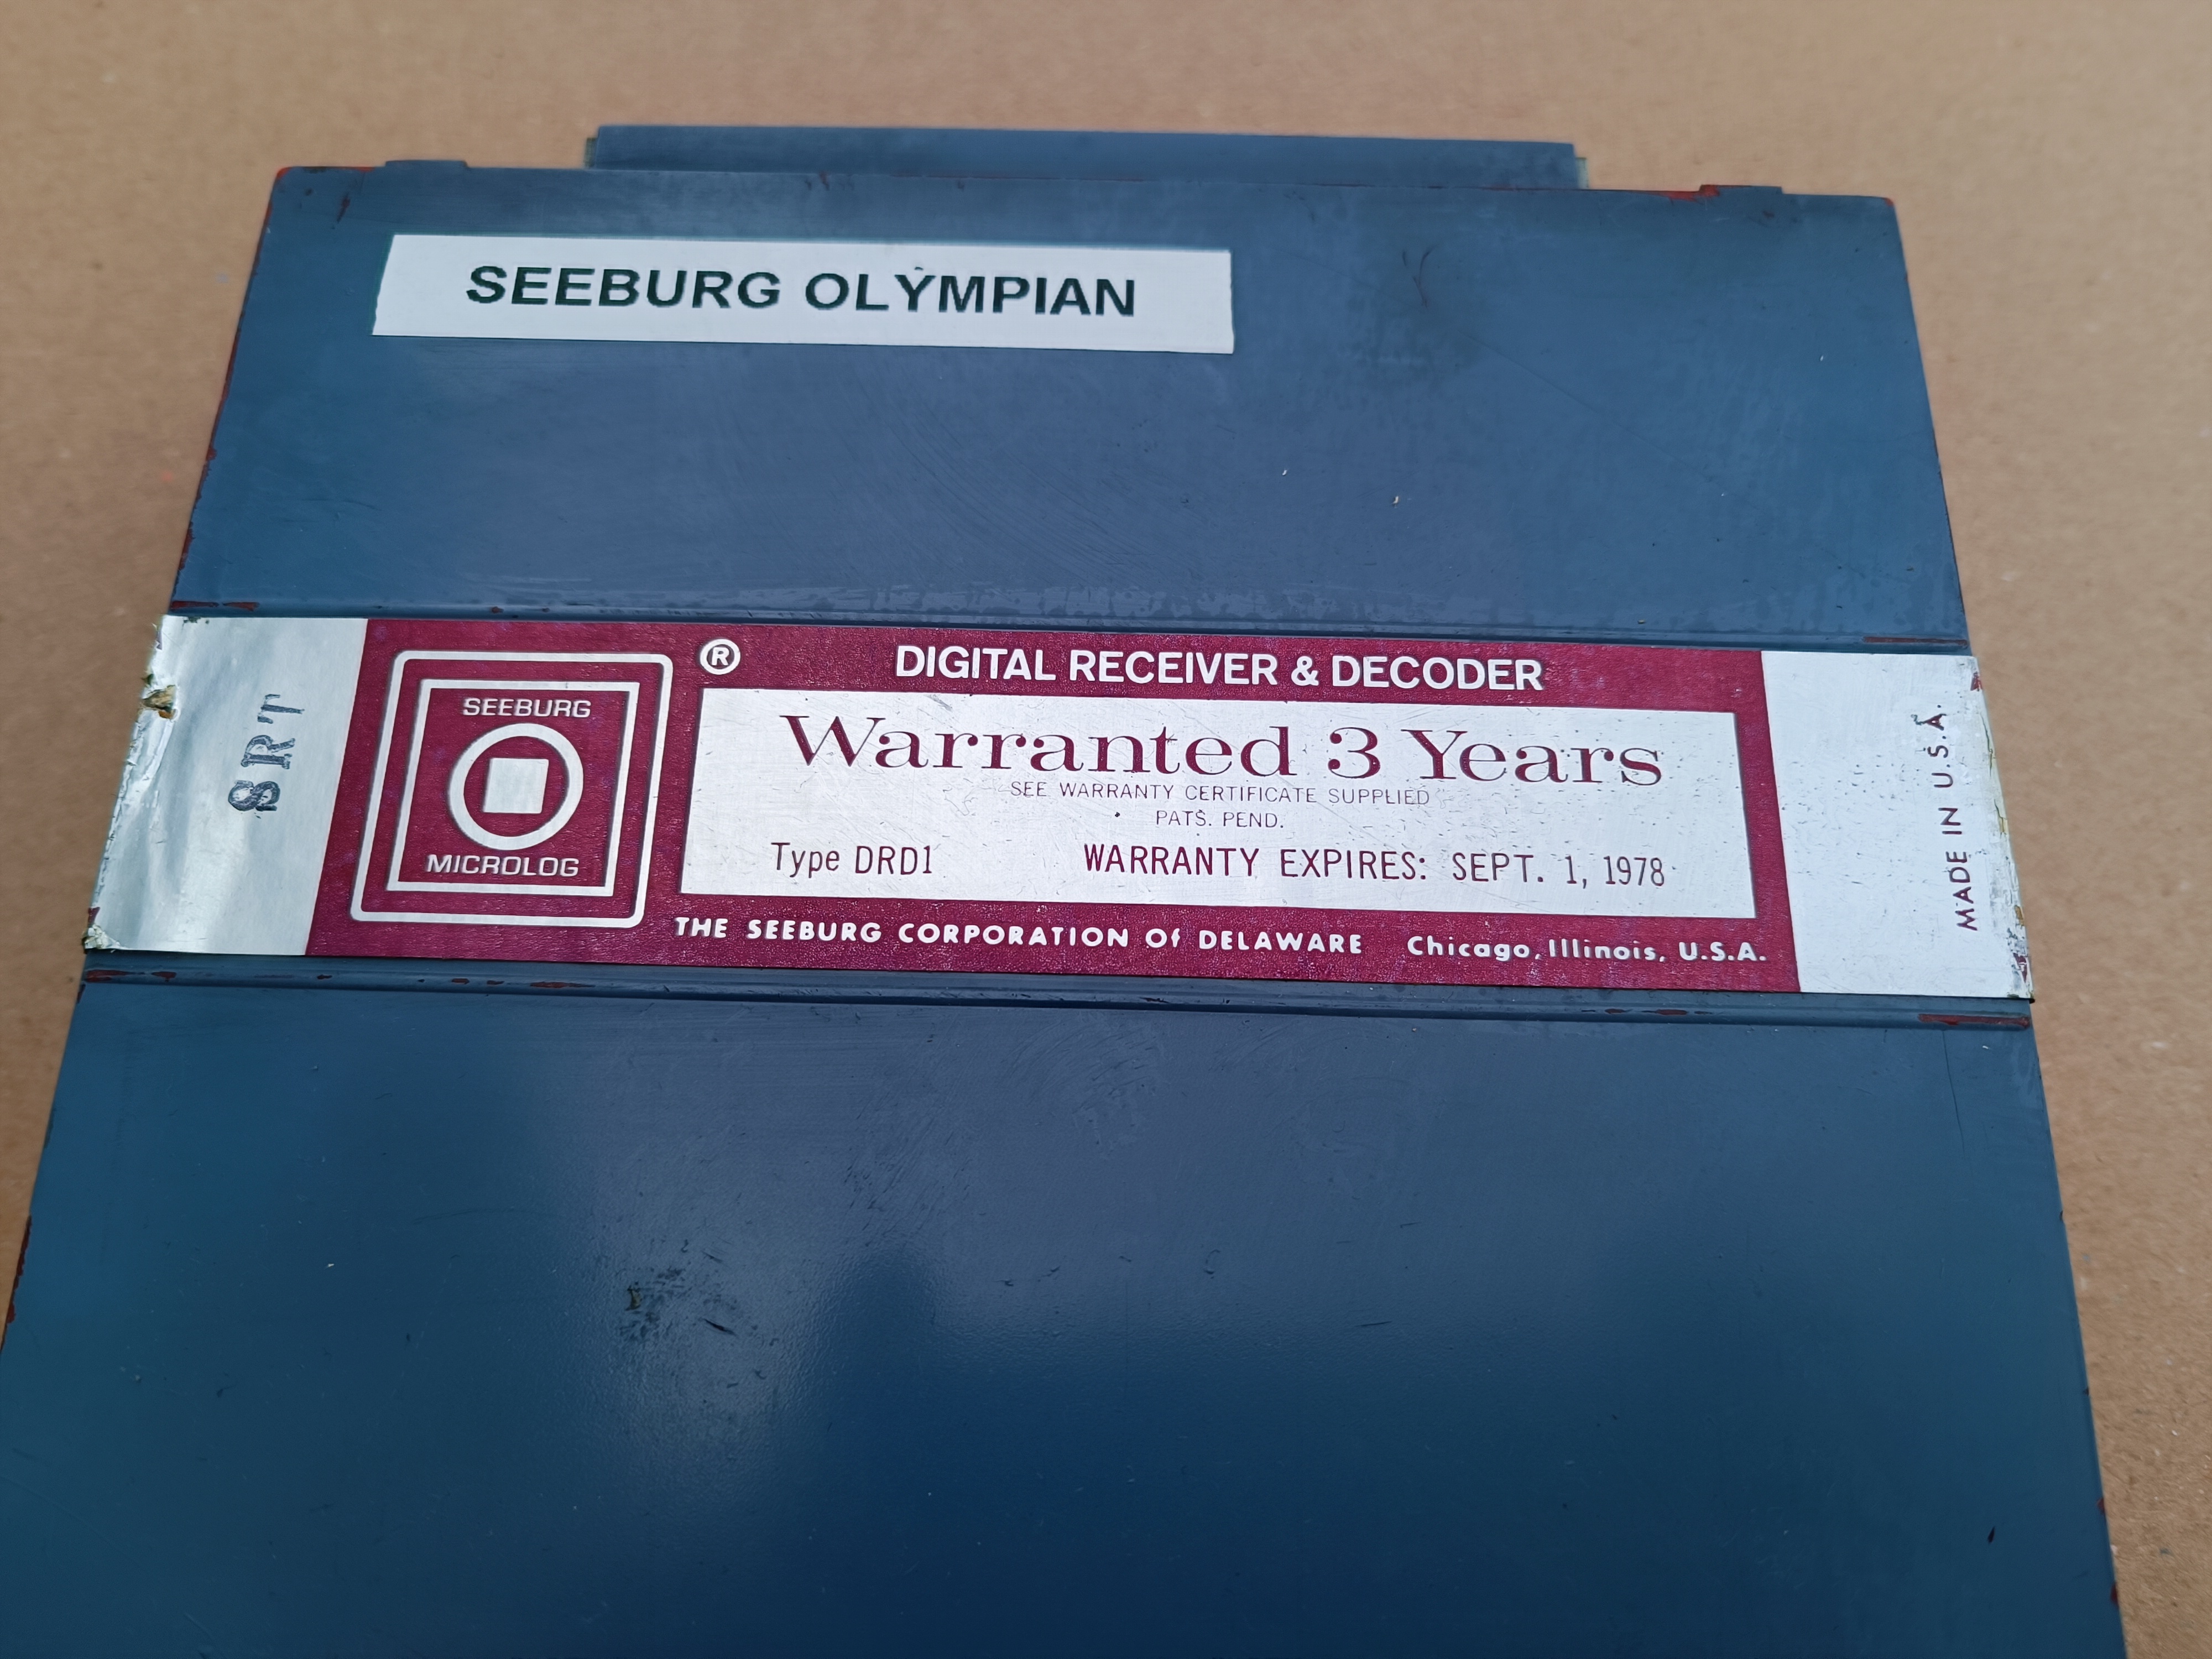 SEEBURG OLYMPIAN
8RT
SEEBURG
MICROLOG
®
DIGITAL RECEIVER & DECODER
Warranted 3 Years
SEE WARRANTY CERTIFICATE SUPPLIED
PATS. PEND.
Type DRD1 WARRANTY EXPIRES: SEPT. 1, 1978
THE SEEBURG CORPORATION Of DELAWARE Chicago, Illinois, U.S.A.
MADE IN U.S.A.